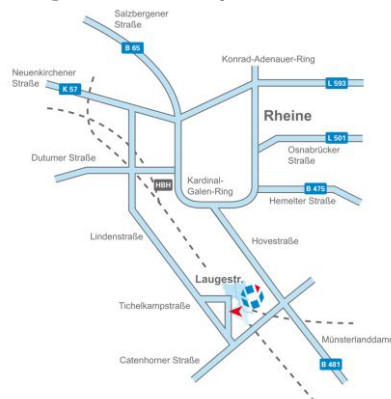 Salzbergener
Straße
B 65
Konrad-Adenauer-Ring
Neuenkirchener
Straße
K 57
L 593
Rheine
L 501
Osnabrücker
Straße
Dutumer Straße
HBH
Kardinal-
Galen-Ring
B 475
Hemelter Straße
Lindenstraße
Hovestraße
Laugestr.
Tichelkampstraße
Münsterlanddamm
Catenhorner Straße
B 481